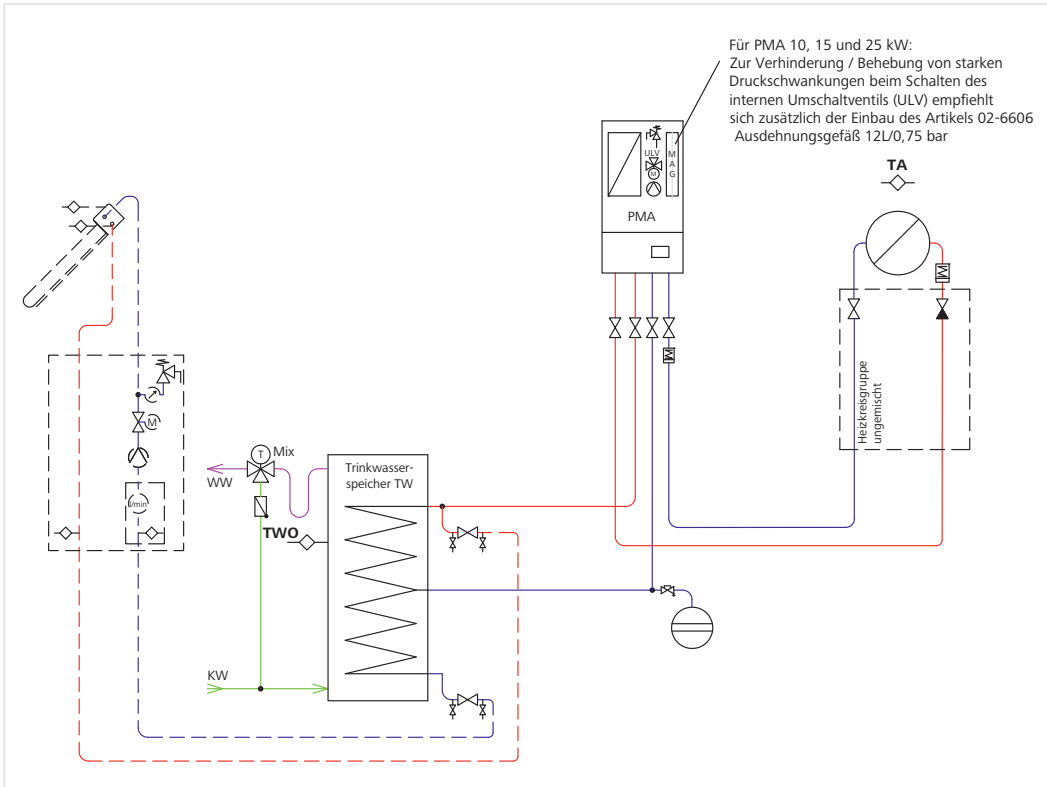 Für PMA 10, 15 und 25 kW:
Zur Verhinderung / Behebung von starken
Druckschwankungen beim Schalten des
internen Umschaltventils (ULV) empfiehlt
sich zusätzlich der Einbau des Artikels 02-6606
Ausdehnungsgefäß 12L/0,75 bar
TA
ULV
M
M
A
G
PMA
Heizkreisgruppe
ungemischt
M
l/min
T
Mix
WW
Trinkwasser-
speicher TW
TWO
KW